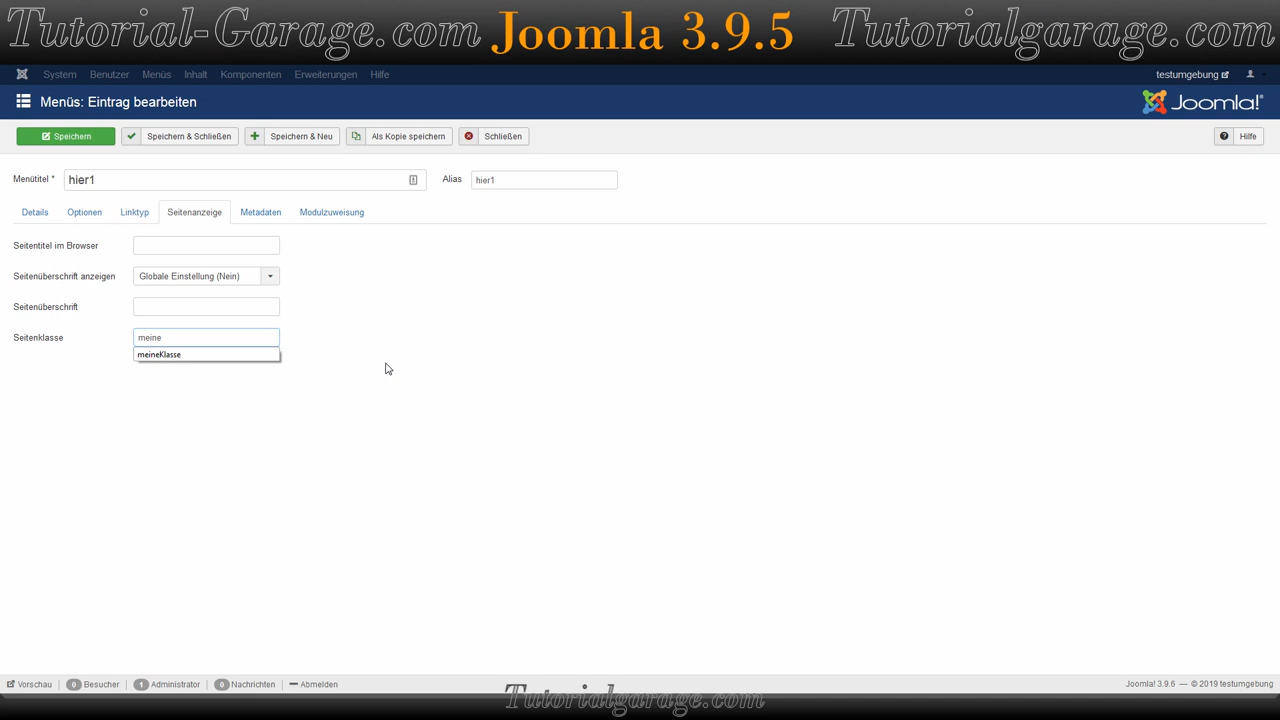 Tutorial-Garage.com Joomla 3.9.5 Tutorialgarage.com
System Benutzer Menüs Inhalt Komponenten Erweiterungen Hilfe testumgebung
Menüs: Eintrag bearbeiten Joomla!®
Speichern Speichern & Schließen Speichern & Neu Als Kopie speichern Schließen Hilfe
Menütitel * hier1 Alias hier1
Details Optionen Linktyp Seitenanzeige Metadaten Modulzuweisung
Seitentitel im Browser
Seitenüberschrift anzeigen Globale Einstellung (Nein)
Seitenüberschrift
Seitenklasse meine
meineKlasse
Vorschau 0 Besucher 1 Administrator 0 Nachrichten Abmelden Joomla! 3.9.6 — © 2019 testumgebung
Tutorialgarage.com